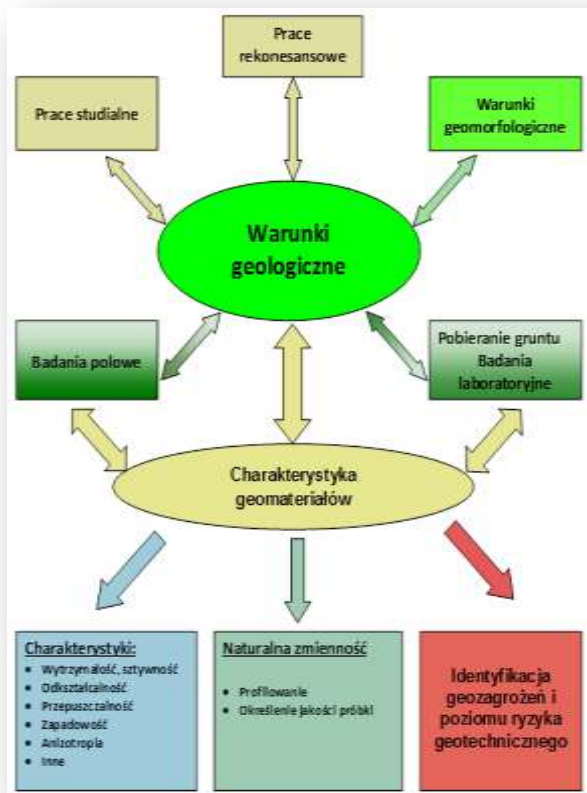 Prace
rekonesansowe
Prace studialne
Warunki
geomorfologiczne
Warunki
geologiczne
Badania polowe
Pobieranie gruntu
Badania
laboratoryjne
Charakterystyka
geomateriałów
Charakterystyki:
Wytrzymałość, sztywność
Odkształcalność
Przepuszczalność
Zapadowość
Anizotropia
Inne
Naturalna zmienność
Profilowanie
Określenie jakości próbki
Identyfikacja
geozagrożeń i
poziomu ryzyka
geotechnicznego